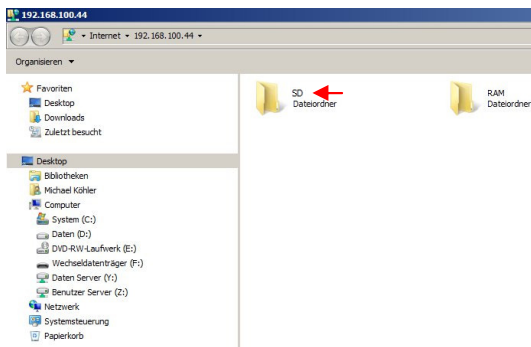 192.168.100.44
Internet 192.168.100.44
Organisieren
Favoriten
Desktop
Downloads
Zuletzt besucht
Desktop
Bibliotheken
Michael Köhler
Computer
System (C:)
Daten (D:)
DVD-RW-Laufwerk (E:)
Wechseldatenträger (F:)
Daten Server (Y:)
Benutzer Server (Z:)
Netzwerk
Systemsteuerung
Papierkorb
SD
Dateiordner
RAM
Dateiordner